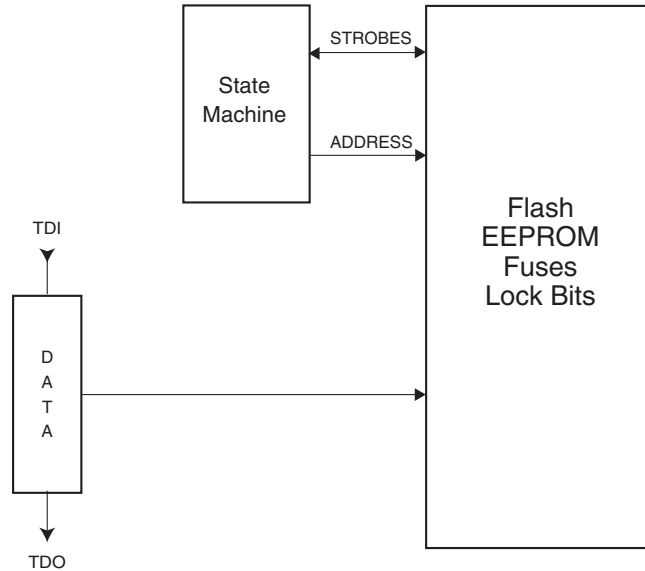 STROBES
State
Machine
ADDRESS
Flash
EEPROM
Fuses
Lock Bits
TDI
D
A
T
A
TDO